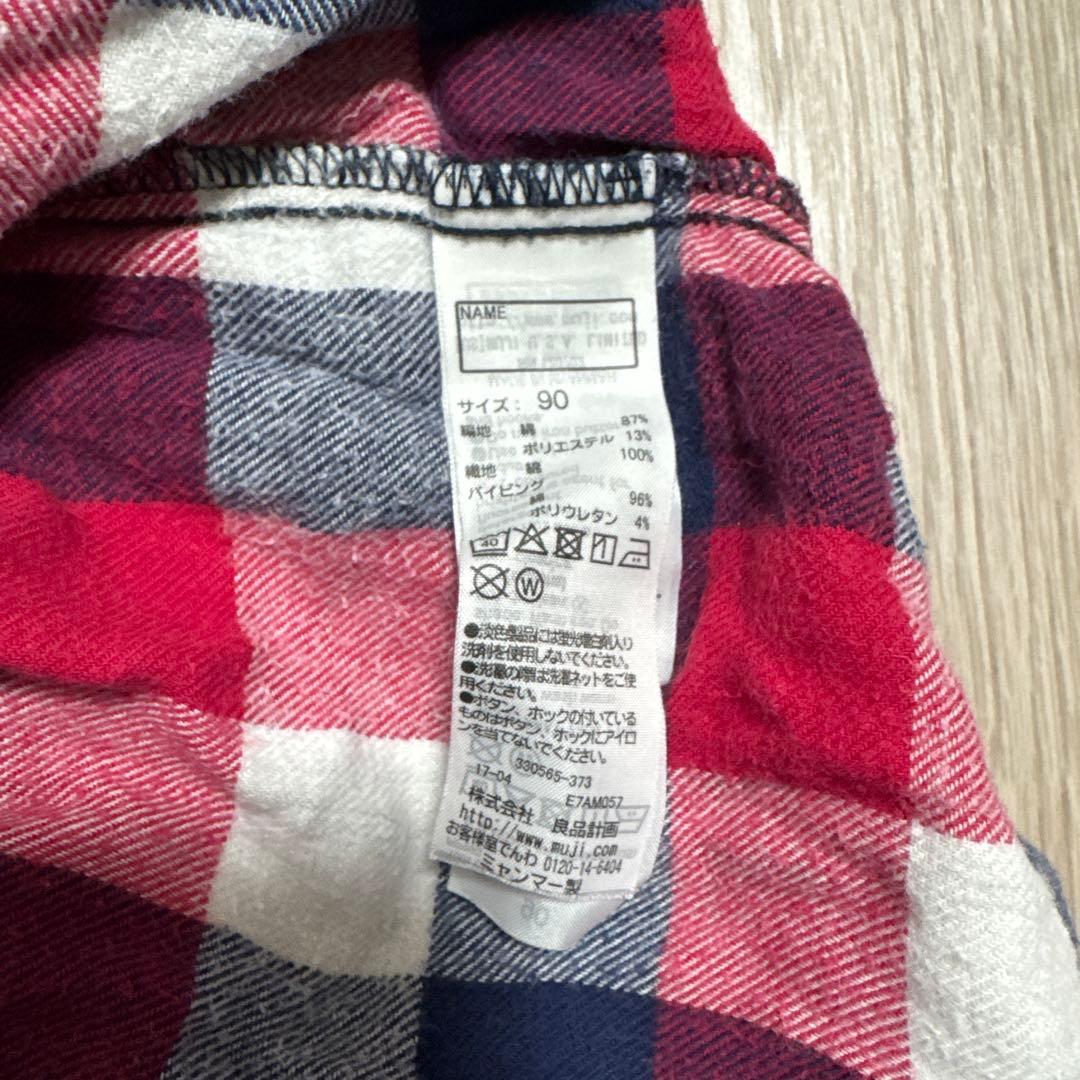 NAME
サイズ: 90
編地 綿 87%
ポリエステル 13%
織地 綿 100%
パイピング
綿 96%
ポリウレタン 4%
40
W
●淡色製品には蛍光増白剤入り
洗剤を使用しないでください。
●洗濯の際は洗濯ネットをご使
用ください。
●ボタン、ホックの付いている
ものはボタン、ホックにアイロ
ンを当てないでください。
330565-373
17-04 E7AM057
株式会社 良品計画
http://www.muji.com
お客様室でんわ 0120-14-6404
ミャンマー製
90